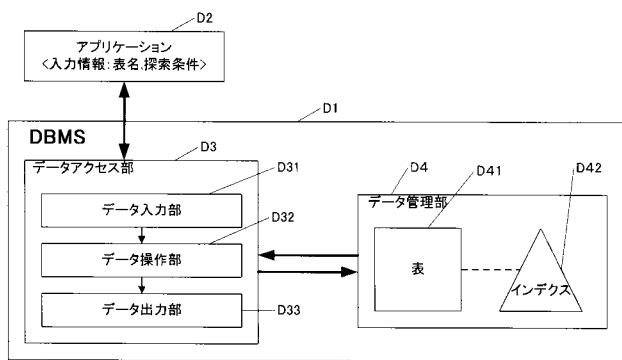 D2
アプリケーション
<入力情報:表名,探索条件>
D1
DBMS
D3
データアクセス部
D31
データ入力部
D32
データ操作部
データ出力部
D33
D4
D41
D42
データ管理部
表
インデクス